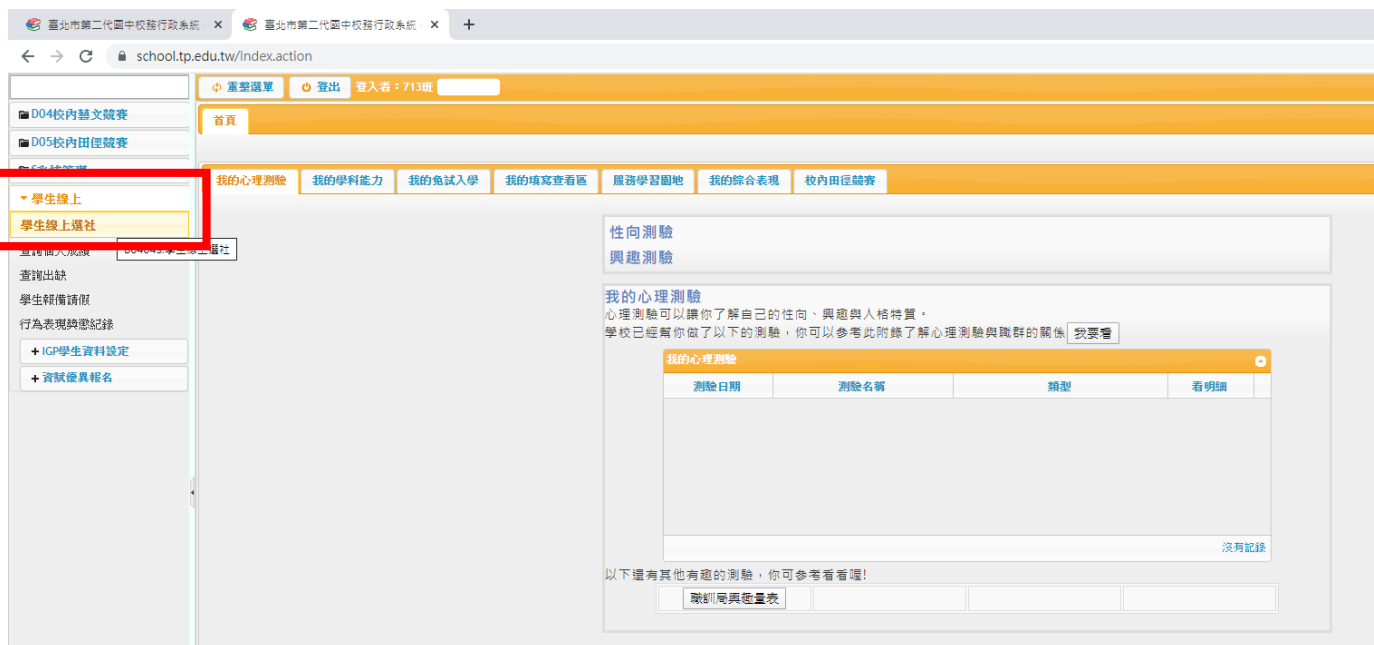 臺北市第二代國中校務行政系統 -
臺北市第二代國中校務行政系統 -
school.tp.edu.tw/Index.action
重整選單 登出 登入者：713班
D04校內藝文競賽
首頁
D05校內田徑競賽
我的心理測驗 我的學科能力 我的免試入學 我的填寫查看區 服務學習園地 我的綜合表現 校內田徑競賽
學生線上
學生線上選社
查詢個人成績
查詢出缺
學生報備請假
行為表現獎懲紀錄
+ IGP學生資料設定
+ 資賦優異報名
性向測驗
興趣測驗
我的心理測驗
心理測驗可以讓你了解自己的性向、興趣與人格特質。
學校已經幫你做了以下的測驗，你可以參考此附錄了解心理測驗與職群的關係 我要看
我的心理測驗
測驗日期 測驗名稱 類型 看明細
沒有記錄
以下還有其他有趣的測驗，你可參考看看喔!
職訓局興趣量表